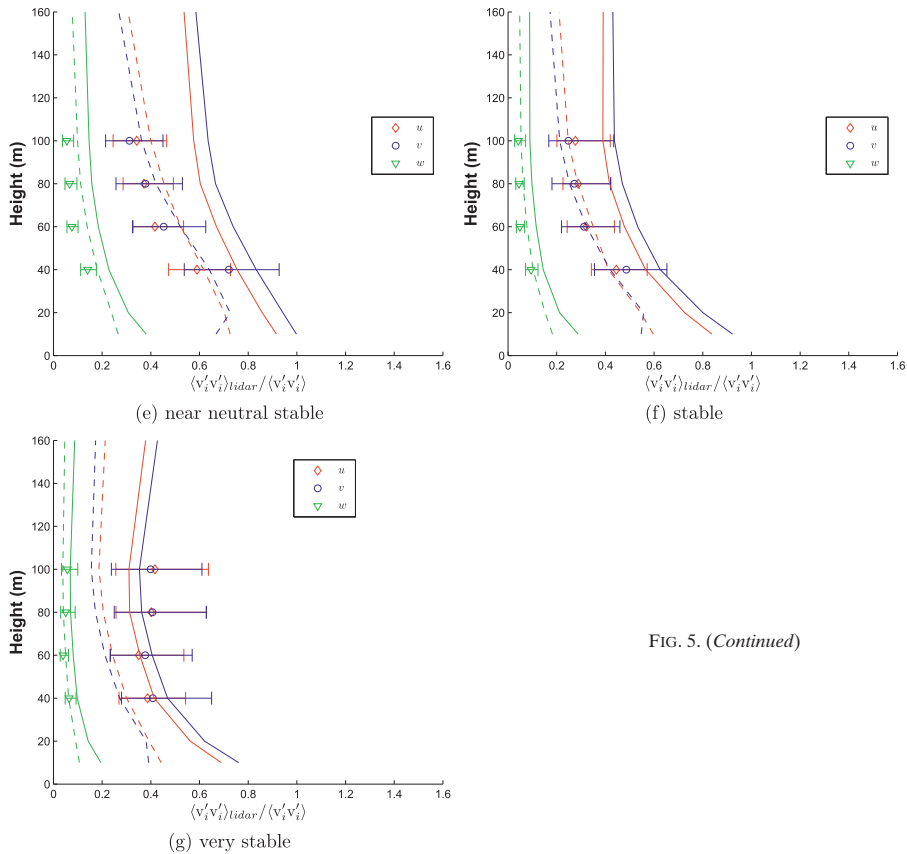 160
140
120
100
80
60
40
20
0
Height (m)
u
v
w
0 0.2 0.4 0.6 0.8 1 1.2 1.4 1.6
⟨v′ᵢv′ᵢ⟩lidar/⟨v′ᵢv′ᵢ⟩
(e) near neutral stable
160
140
120
100
80
60
40
20
0
Height (m)
u
v
w
0 0.2 0.4 0.6 0.8 1 1.2 1.4 1.6
⟨v′ᵢv′ᵢ⟩lidar/⟨v′ᵢv′ᵢ⟩
(f) stable
160
140
120
100
80
60
40
20
0
Height (m)
u
v
w
0 0.2 0.4 0.6 0.8 1 1.2 1.4 1.6
⟨v′ᵢv′ᵢ⟩lidar/⟨v′ᵢv′ᵢ⟩
(g) very stable
FIG. 5. (Continued)